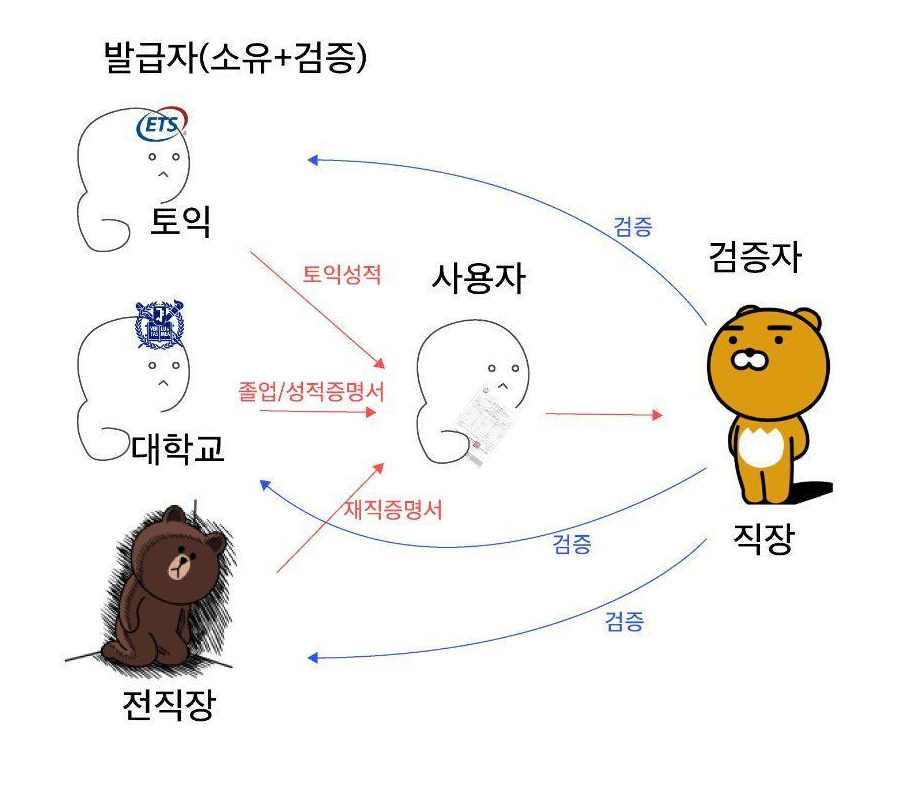 발급자(소유+검증)
ETS
토익
토익성적
사용자
검증
검증자
졸업/성적증명서
대학교
재직증명서
검증
직장
검증
전직장